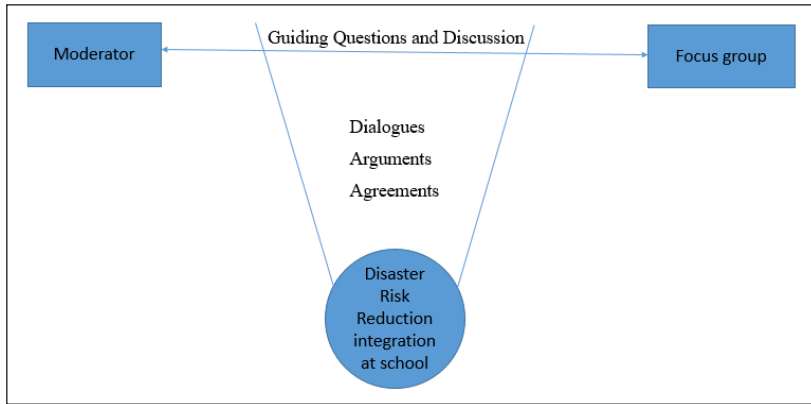 Guiding Questions and Discussion
Moderator
Focus group
Dialogues
Arguments
Agreements
Disaster
Risk
Reduction
integration
at school